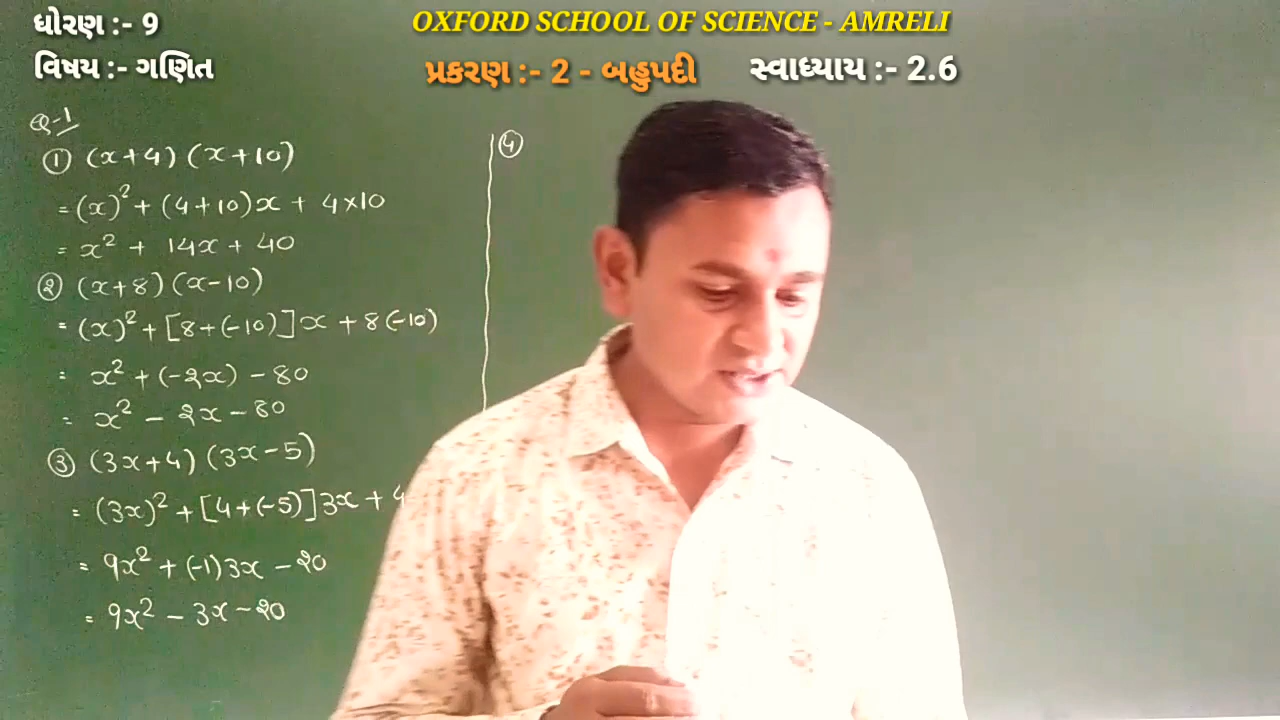 ધોરણ :- 9
OXFORD SCHOOL OF SCIENCE - AMRELI
વિષય :- ગણિત
પ્રકરણ :- 2 - બહુપદી
સ્વાધ્યાય :- 2.6
Q-1
① (x+4) (x+10)
= (x)² + (4+10)x + 4×10
= x² + 14x + 40
② (x+8) (x-10)
= (x)² + [8+(-10)]x + 8(-10)
= x² + (-2x) - 80
= x² - 2x - 80
③ (3x+4) (3x-5)
= (3x)² + [4+(-5)]3x + 4
= 9x² + (-1)3x - 20
= 9x² - 3x - 20
④